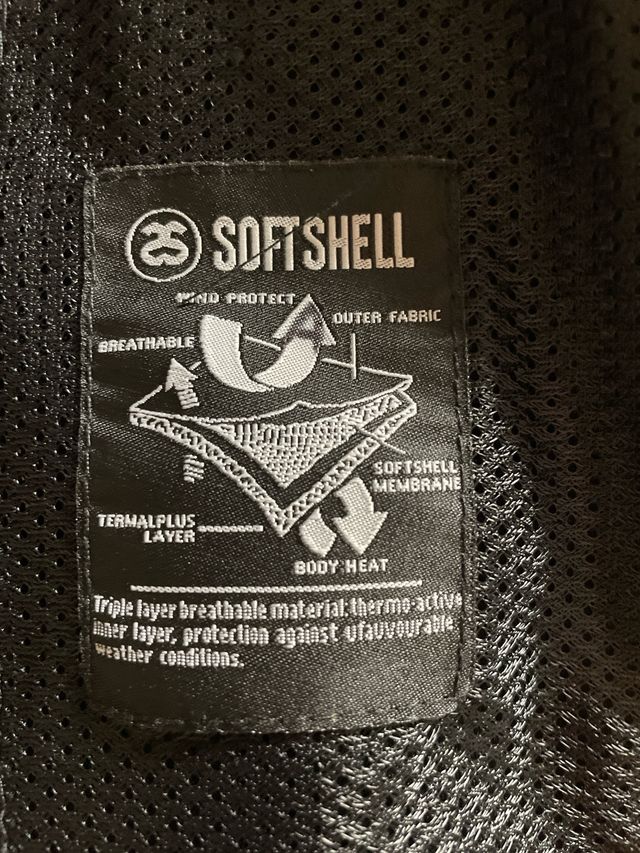 SOFTSHELL
WIND PROTECT
OUTER FABRIC
BREATHABLE
SOFTSHELL
MEMBRANE
TERMALPLUS
LAYER
BODY HEAT
Triple layer breathable material, thermo-active
inner layer, protection against ufauvourable
weather conditions.